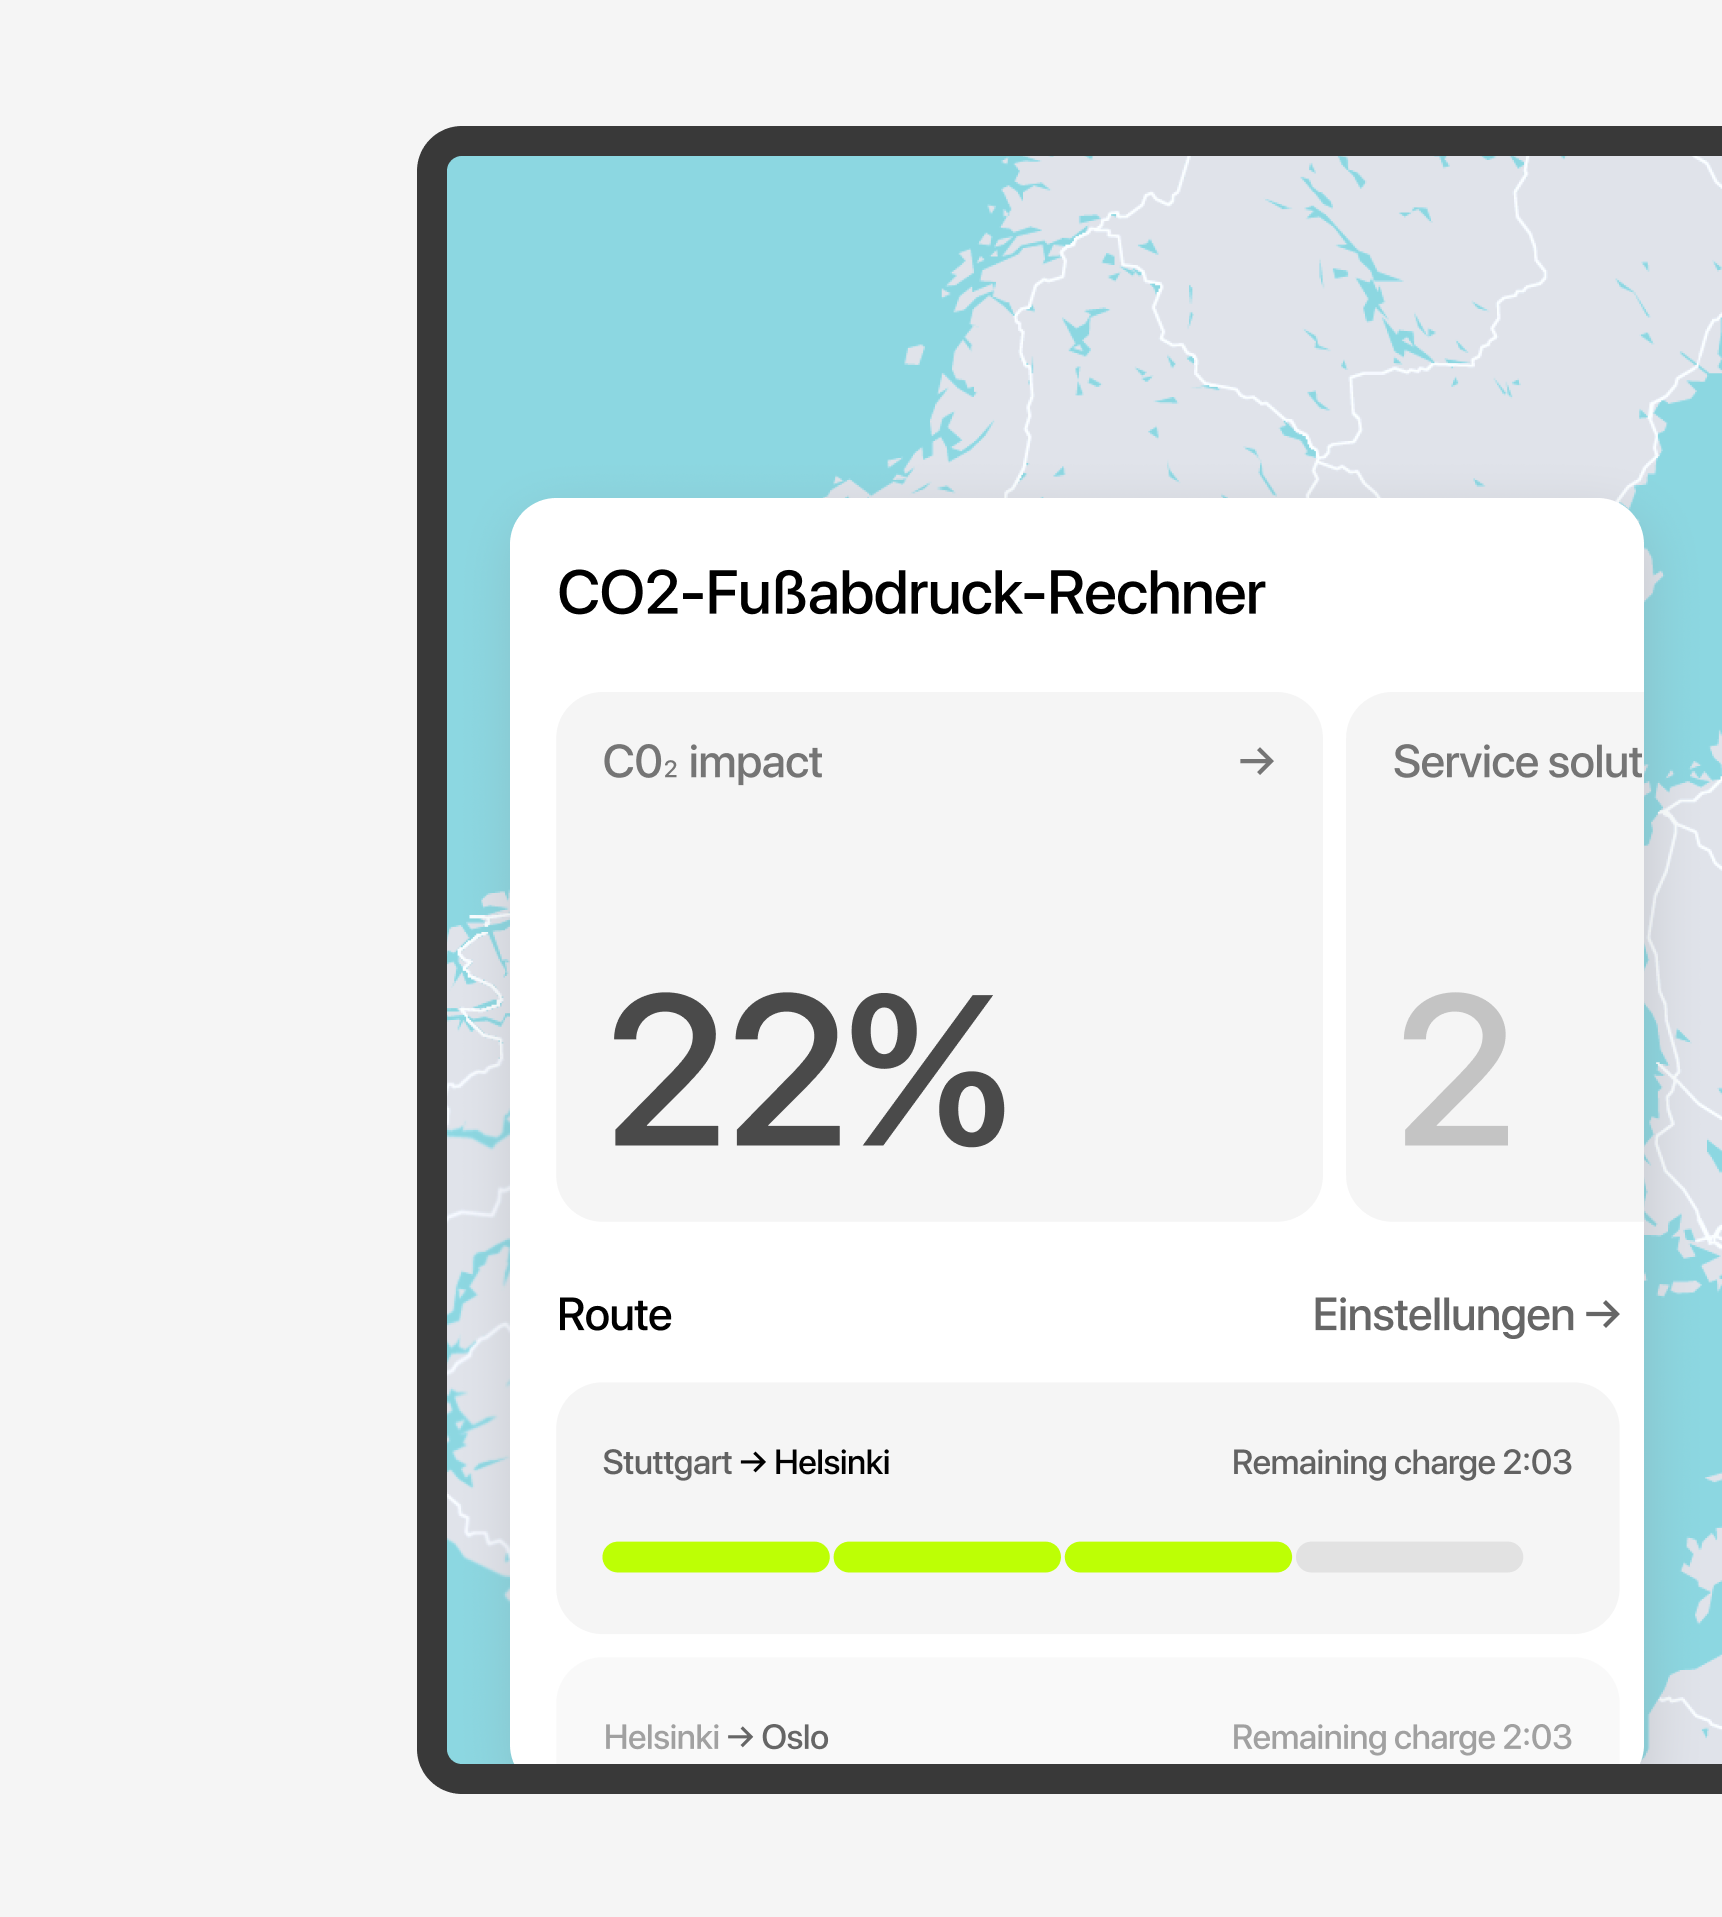 CO2-Fußabdruck-Rechner
C0₂ impact →
Service solut
22%
2
Route
Einstellungen →
Stuttgart → Helsinki
Remaining charge 2:03
Helsinki → Oslo
Remaining charge 2:03